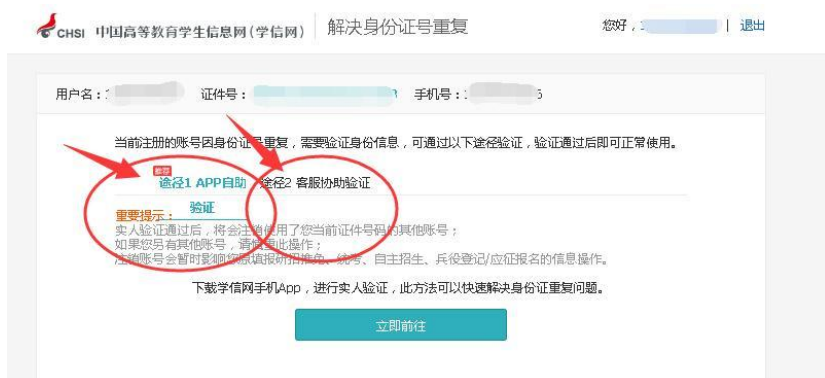 CHSI 中国高等教育学生信息网(学信网) 解决身份证号重复 您好， | 退出
用户名： 证件号： 手机号：
当前注册的账号因身份证号重复，需要验证身份信息，可通过以下途径验证，验证通过后即可正常使用。
推荐
途径1 APP自助 途径2 客服协助验证
验证
重要提示：
实人验证通过后，将会注销使用了您当前证件号码的其他账号；
如果您另有其他账号，请慎重此操作；
注销账号会暂时影响您原填报研招推免、统考、自主招生、兵役登记/应征报名的信息操作。
下载学信网手机App，进行实人验证，此方法可以快速解决身份证重复问题。
立即前往